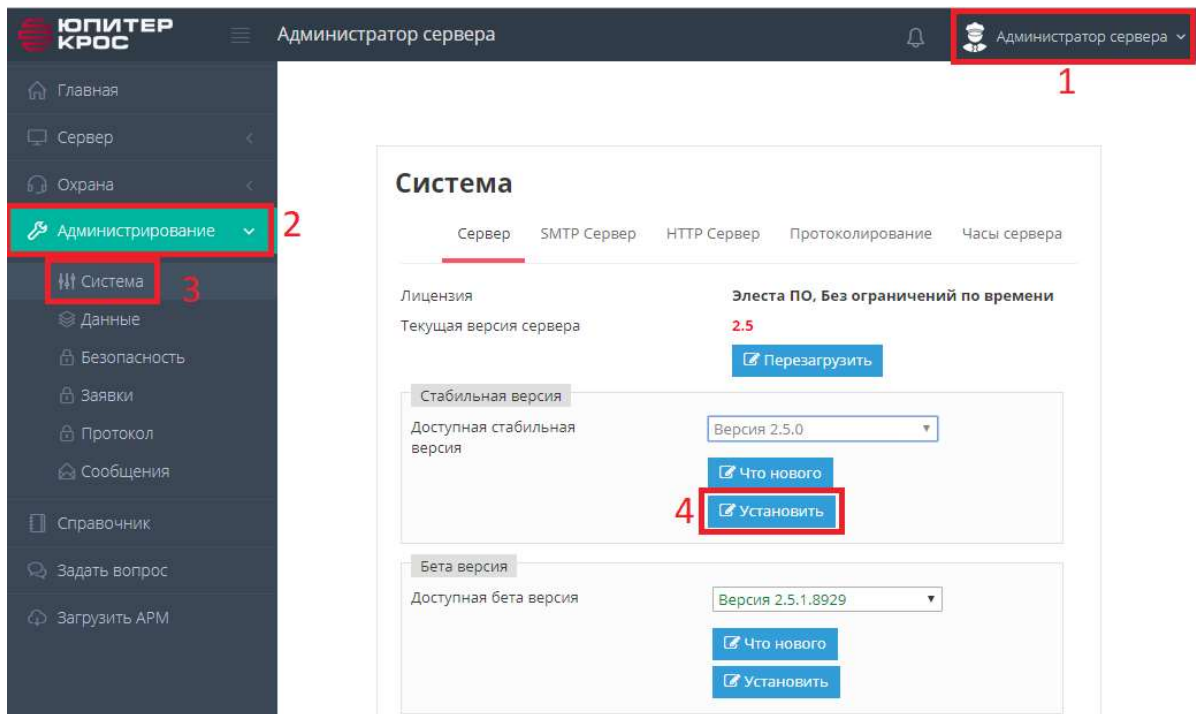 ЮПИТЕР
КРОС
Администратор сервера
Администратор сервера
1
Главная
Сервер
Охрана
Администрирование
2
Система
3
Данные
Безопасность
Заявки
Протокол
Сообщения
Справочник
Задать вопрос
Загрузить АРМ
Система
Сервер SMTP Сервер HTTP Сервер Протоколирование Часы сервера
Лицензия Элеста ПО, Без ограничений по времени
Текущая версия сервера 2.5
Перезагрузить
Стабильная версия
Доступная стабильная
версия
Версия 2.5.0
Что нового
4 Установить
Бета версия
Доступная бета версия Версия 2.5.1.8929
Что нового
Установить